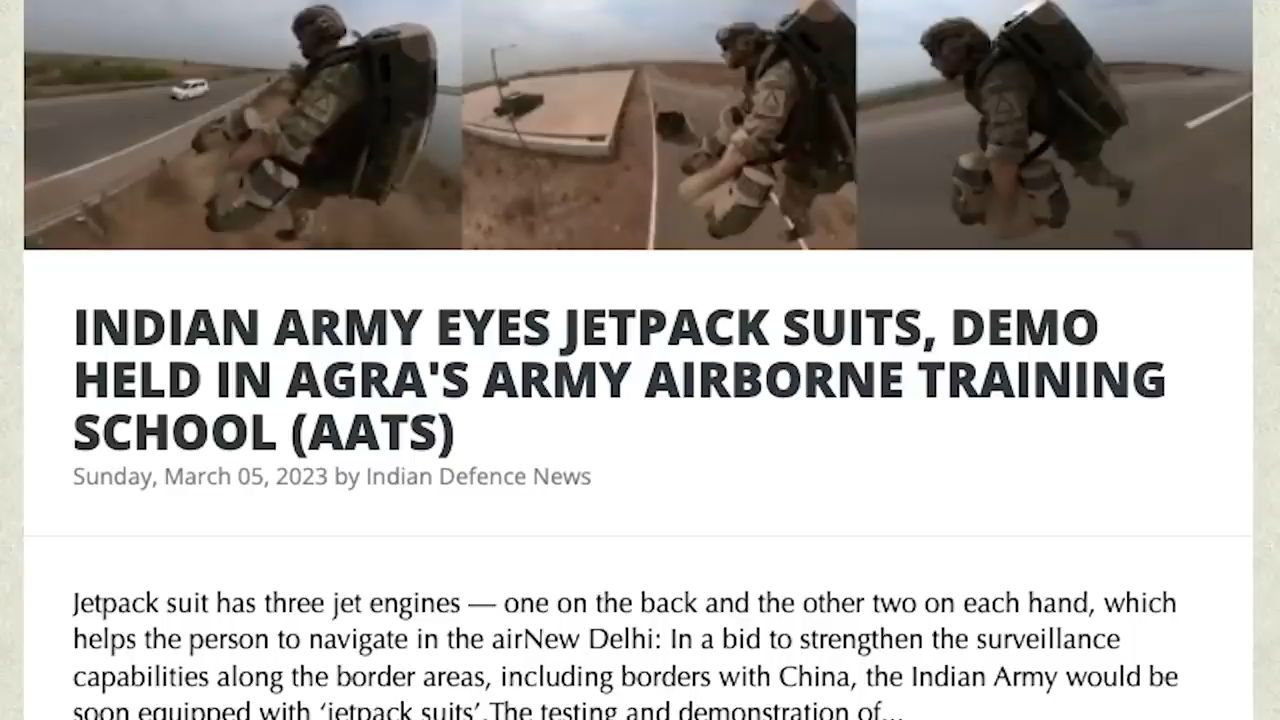 INDIAN ARMY EYES JETPACK SUITS, DEMO
HELD IN AGRA'S ARMY AIRBORNE TRAINING
SCHOOL (AATS)
Sunday, March 05, 2023 by Indian Defence News
Jetpack suit has three jet engines — one on the back and the other two on each hand, which
helps the person to navigate in the airNew Delhi: In a bid to strengthen the surveillance
capabilities along the border areas, including borders with China, the Indian Army would be
soon equipped with ‘jetpack suits’.The testing and demonstration of...